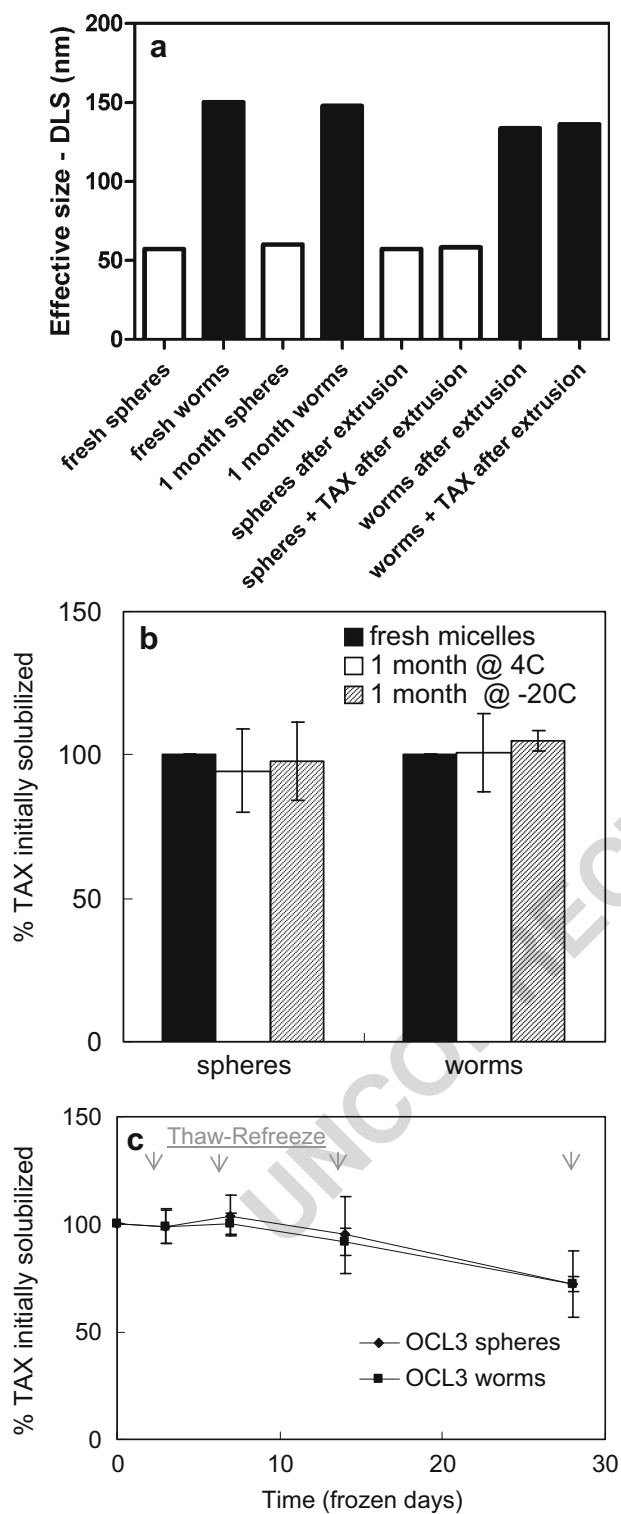 a
Effective size - DLS (nm)
200
150
100
50
0
fresh spheres
fresh worms
1 month spheres
1 month worms
spheres after extrusion
spheres + TAX after extrusion
worms after extrusion
worms + TAX after extrusion
b
% TAX initially solubilized
150
100
50
0
fresh micelles
1 month @ 4C
1 month @ -20C
spheres
worms
UNCORREC
c
Thaw-Refreeze
% TAX initially solubilized
150
100
50
0
OCL3 spheres
OCL3 worms
0 10 20 30
Time (frozen days)